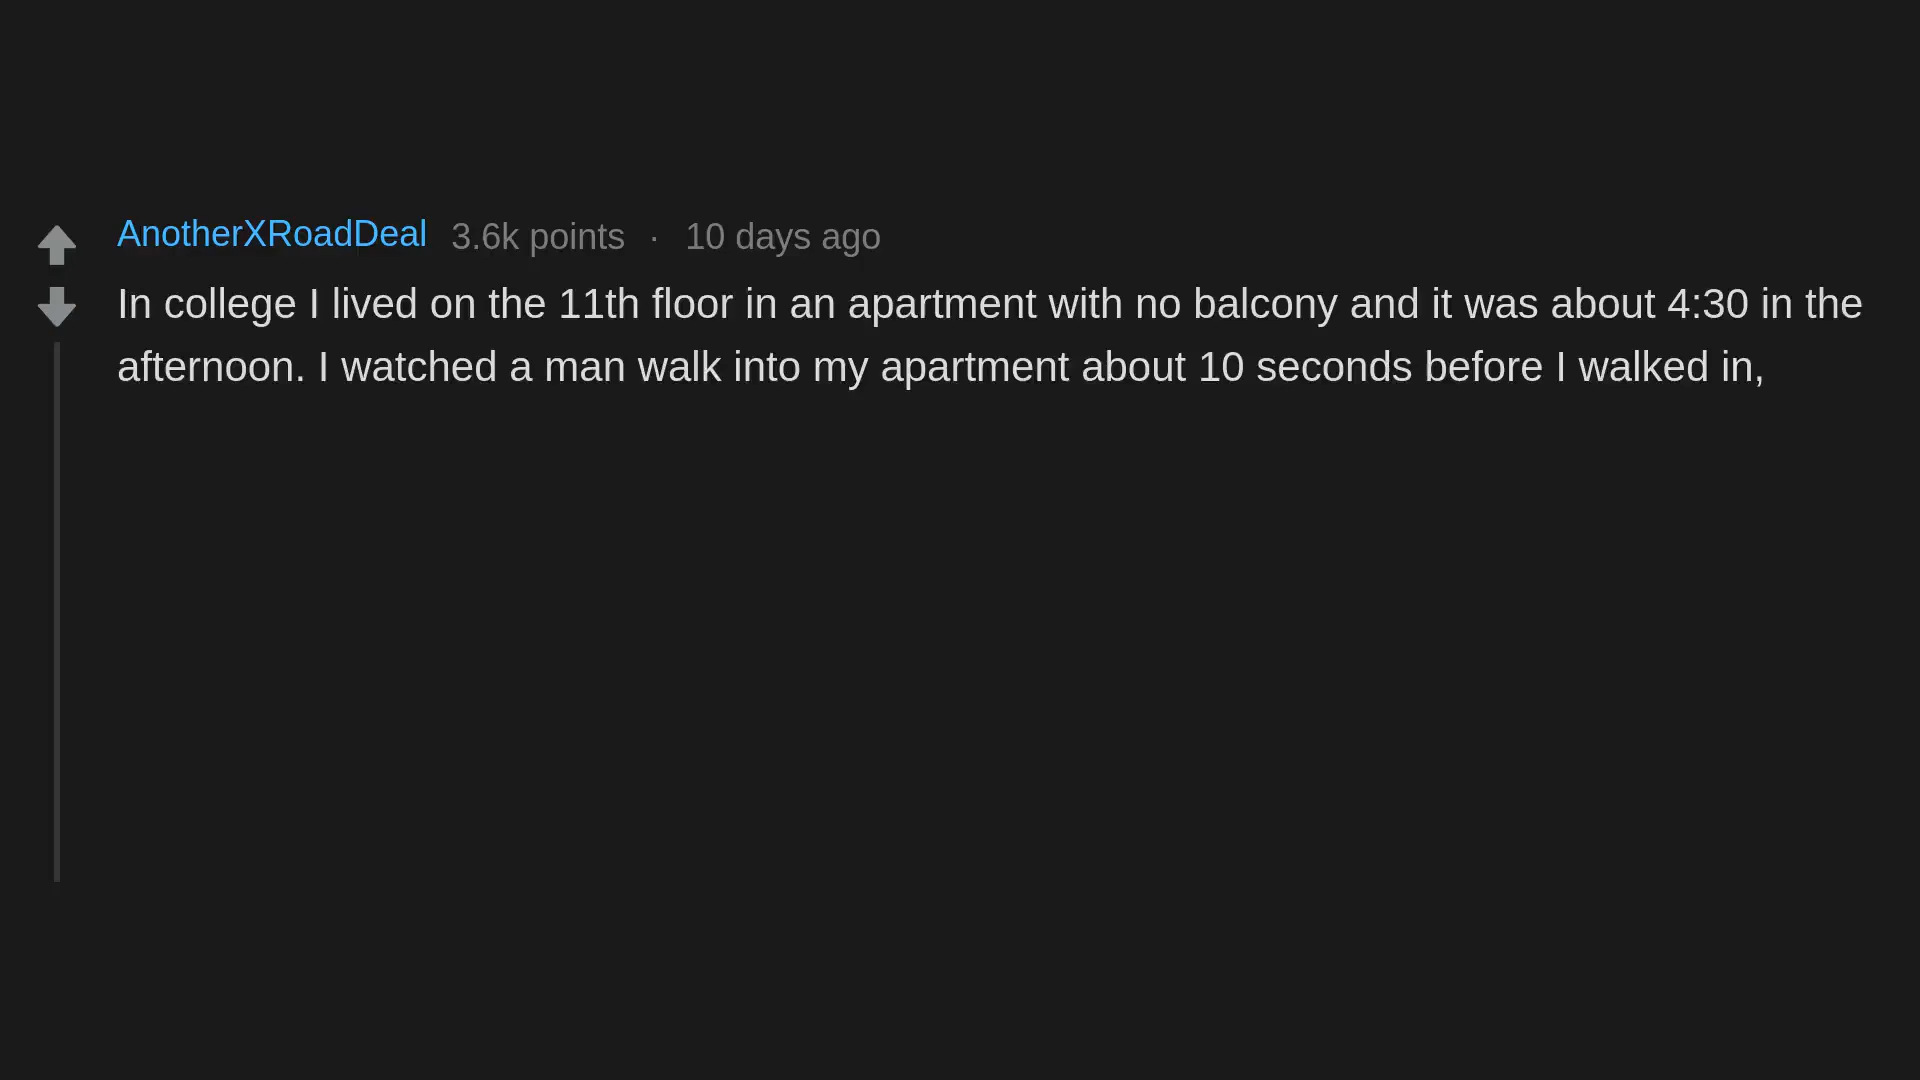 AnotherXRoadDeal 3.6k points · 10 days ago
In college I lived on the 11th floor in an apartment with no balcony and it was about 4:30 in the
afternoon. I watched a man walk into my apartment about 10 seconds before I walked in,